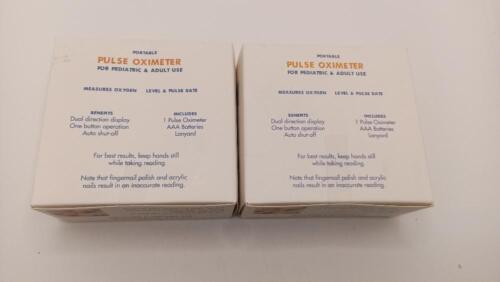 PORTABLE
PULSE OXIMETER
FOR PEDIATRIC & ADULT USE
MEASURES OXYGEN LEVEL & PULSE RATE
BENEFITS
Dual direction display
One button operation
Auto shut-off
INCLUDES
1 Pulse Oximeter
AAA Batteries
Lanyard
For best results, keep hands still
while taking reading.
Note that fingernail polish and acrylic
nails result in an inaccurate reading.
PORTABLE
PULSE OXIMETER
FOR PEDIATRIC & ADULT USE
MEASURES OXYGEN LEVEL & PULSE RATE
BENEFITS
Dual direction display
One button operation
Auto shut-off
INCLUDES
1 Pulse Oximeter
AAA Batteries
Lanyard
For best results, keep hands still
while taking reading.
Note that fingernail polish and acrylic
nails result in an inaccurate reading.